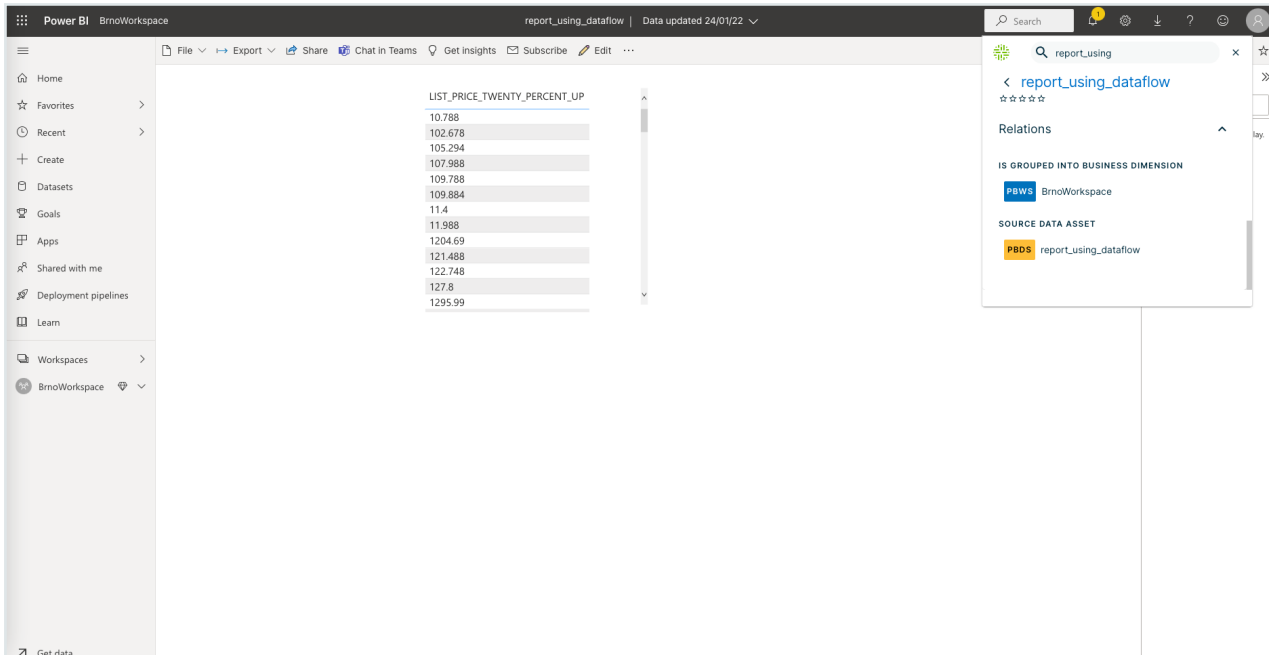 Power BI BrnoWorkspace report_using_dataflow | Data updated 24/01/22 Search 1 ?
File Export Share Chat in Teams Get insights Subscribe Edit ...
Home
Favorites
Recent
Create
Datasets
Goals
Apps
Shared with me
Deployment pipelines
Learn
Workspaces
BrnoWorkspace
Get data
LIST_PRICE_TWENTY_PERCENT_UP
10.788
102.678
105.294
107.988
109.788
109.884
11.4
11.988
1204.69
121.488
122.748
127.8
1295.99
report_using
report_using_dataflow
Relations
IS GROUPED INTO BUSINESS DIMENSION
PBWS BrnoWorkspace
SOURCE DATA ASSET
PBDS report_using_dataflow
lay.